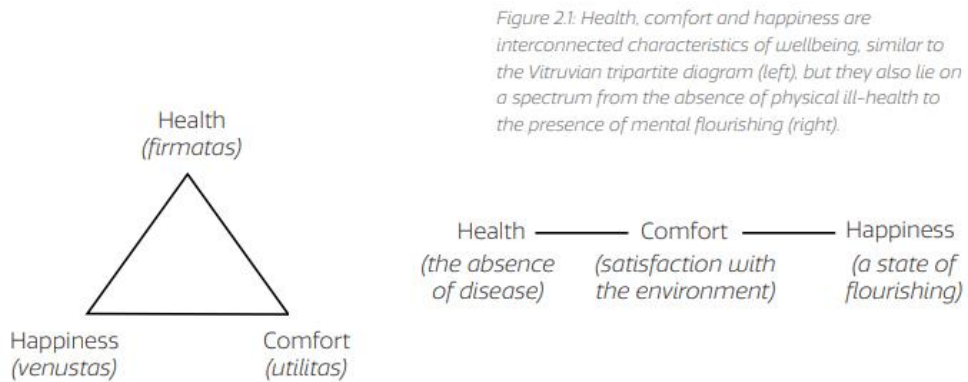 Figure 2.1: Health, comfort and happiness are
interconnected characteristics of wellbeing, similar to
the Vitruvian tripartite diagram (left), but they also lie on
a spectrum from the absence of physical ill-health to
the presence of mental flourishing (right).
Health
(firmatas)
Happiness
(venustas)
Comfort
(utilitas)
Health
(the absence
of disease)
Comfort
(satisfaction with
the environment)
Happiness
(a state of
flourishing)